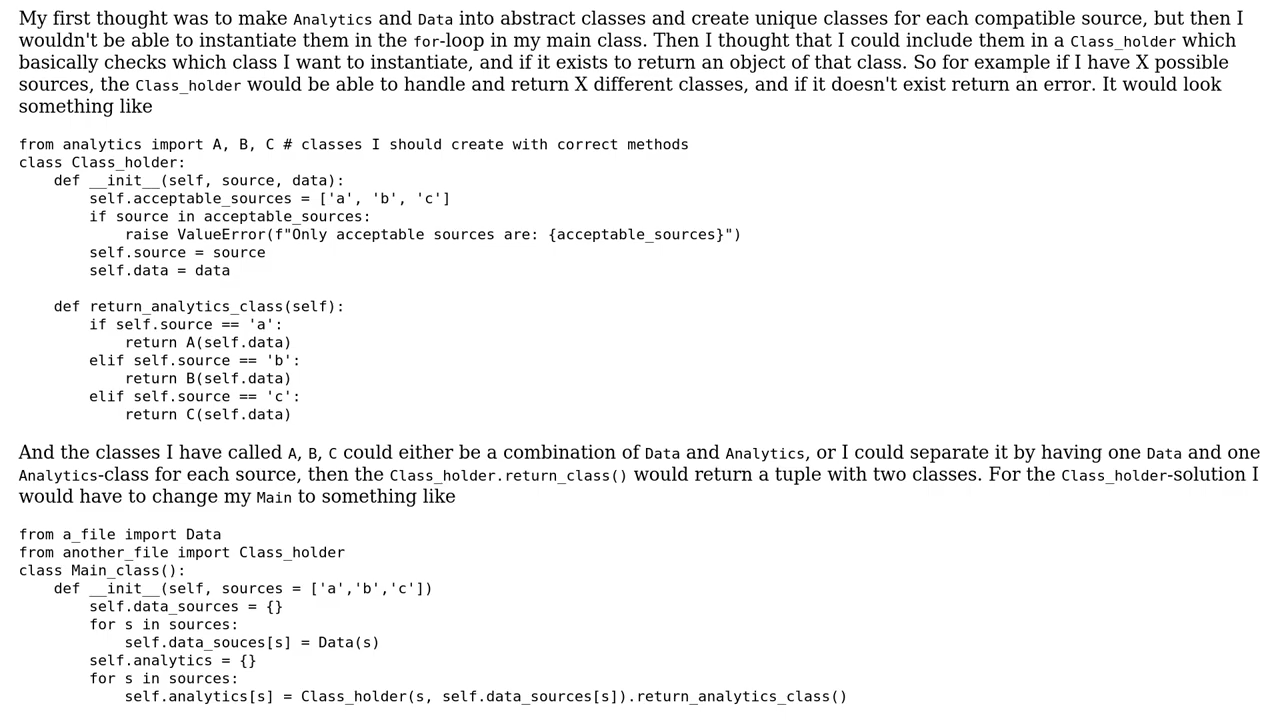 My first thought was to make Analytics and Data into abstract classes and create unique classes for each compatible source, but then I
wouldn't be able to instantiate them in the for-loop in my main class. Then I thought that I could include them in a Class_holder which
basically checks which class I want to instantiate, and if it exists to return an object of that class. So for example if I have X possible
sources, the Class_holder would be able to handle and return X different classes, and if it doesn't exist return an error. It would look
something like
from analytics import A, B, C # classes I should create with correct methods
class Class_holder:
    def __init__(self, source, data):
        self.acceptable_sources = ['a', 'b', 'c']
        if source in acceptable_sources:
            raise ValueError(f"Only acceptable sources are: {acceptable_sources}")
        self.source = source
        self.data = data
    def return_analytics_class(self):
        if self.source == 'a':
            return A(self.data)
        elif self.source == 'b':
            return B(self.data)
        elif self.source == 'c':
            return C(self.data)
And the classes I have called A, B, C could either be a combination of Data and Analytics, or I could separate it by having one Data and one
Analytics-class for each source, then the Class_holder.return_class() would return a tuple with two classes. For the Class_holder-solution I
would have to change my Main to something like
from a_file import Data
from another_file import Class_holder
class Main_class():
    def __init__(self, sources = ['a','b','c'])
        self.data_sources = {}
        for s in sources:
            self.data_souces[s] = Data(s)
        self.analytics = {}
        for s in sources:
            self.analytics[s] = Class_holder(s, self.data_sources[s]).return_analytics_class()